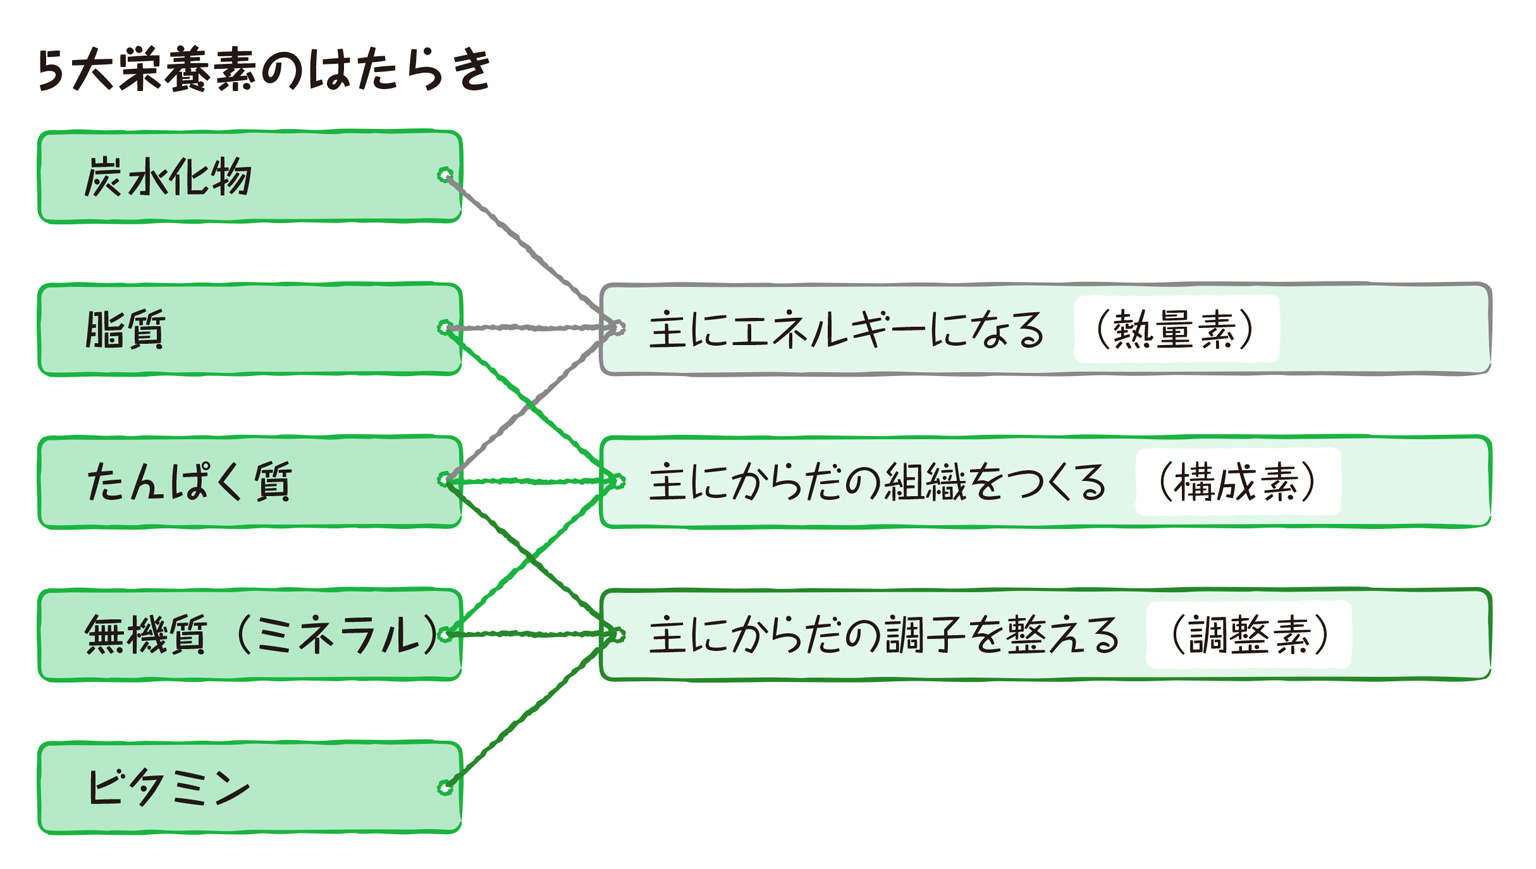 5大栄養素のはたらき
炭水化物
脂質
主にエネルギーになる （熱量素）
たんぱく質
主にからだの組織をつくる （構成素）
無機質（ミネラル）
主にからだの調子を整える （調整素）
ビタミン